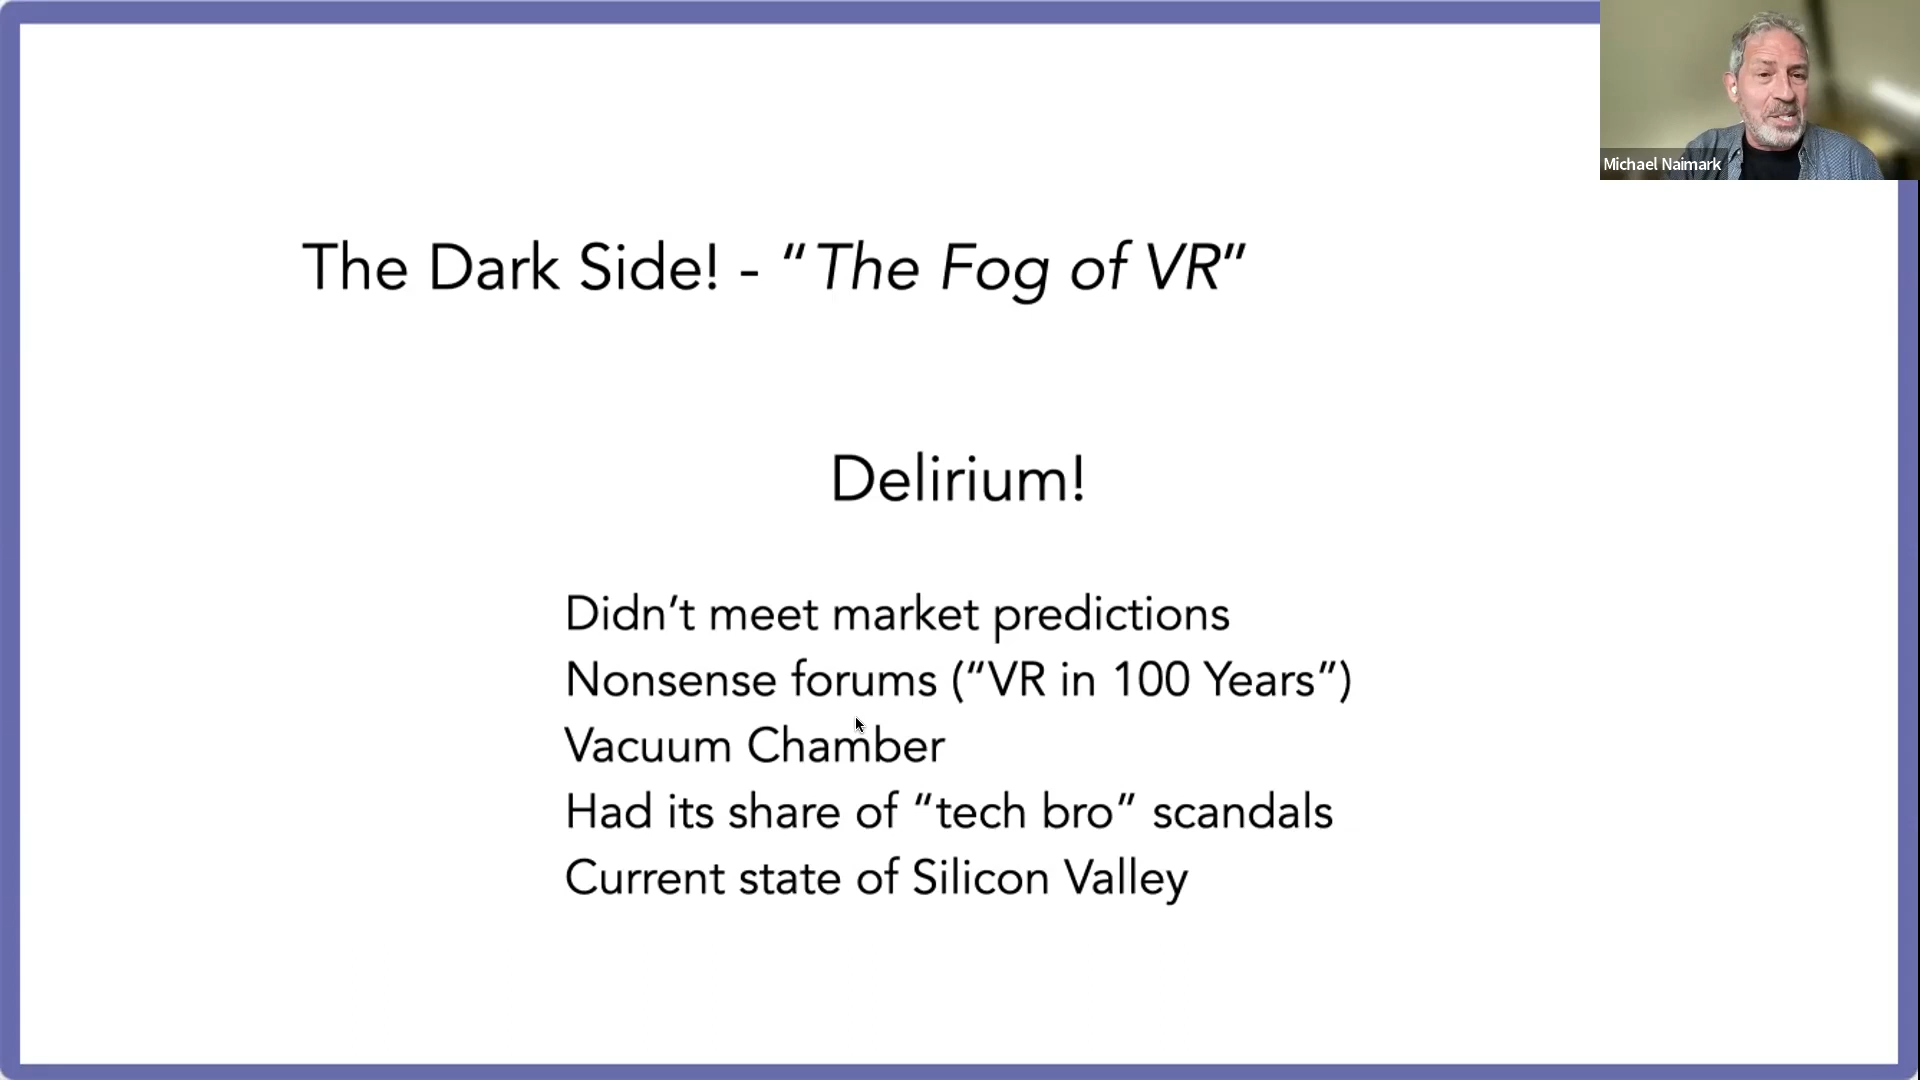 Michael Naimark
The Dark Side! - “The Fog of VR”
Delirium!
Didn’t meet market predictions
Nonsense forums (“VR in 100 Years”)
Vacuum Chamber
Had its share of “tech bro” scandals
Current state of Silicon Valley